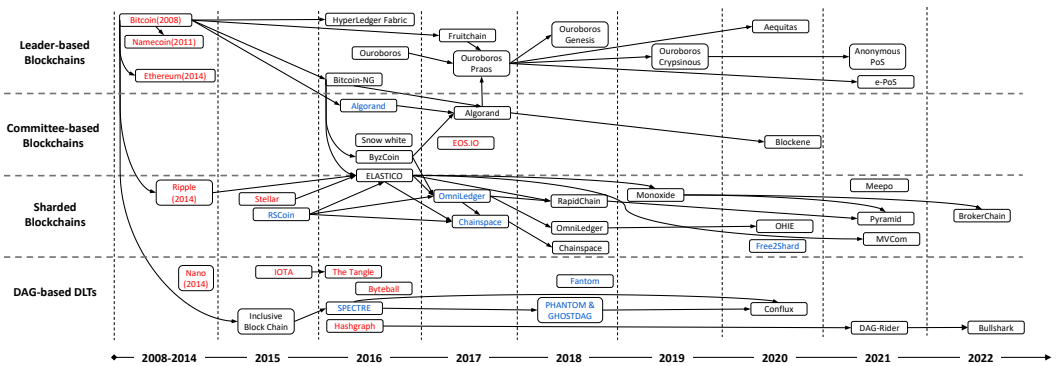 Leader-based
Blockchains
Bitcoin(2008)
Namecoin(2011)
Ethereum(2014)
HyperLedger Fabric
Ouroboros
Bitcoin-NG
Fruitchain
Ouroboros
Praos
Ouroboros
Genesis
Ouroboros
Crypsinous
Aequitas
Anonymous
PoS
e-PoS
Committee-based
Blockchains
Algorand
Snow white
ByzCoin
Algorand
EOS.IO
Blockene
Sharded
Blockchains
Ripple
(2014)
Stellar
RSCoin
ELASTICO
OmniLedger
Chainspace
RapidChain
OmniLedger
Chainspace
Monoxide
OHIE
Free2Shard
Meepo
Pyramid
MVCom
BrokerChain
DAG-based DLTs
Nano
(2014)
IOTA
Inclusive
Block Chain
The Tangle
Byteball
SPECTRE
Hashgraph
Fantom
PHANTOM &
GHOSTDAG
Conflux
DAG-Rider
Bullshark
2008-2014
2015
2016
2017
2018
2019
2020
2021
2022